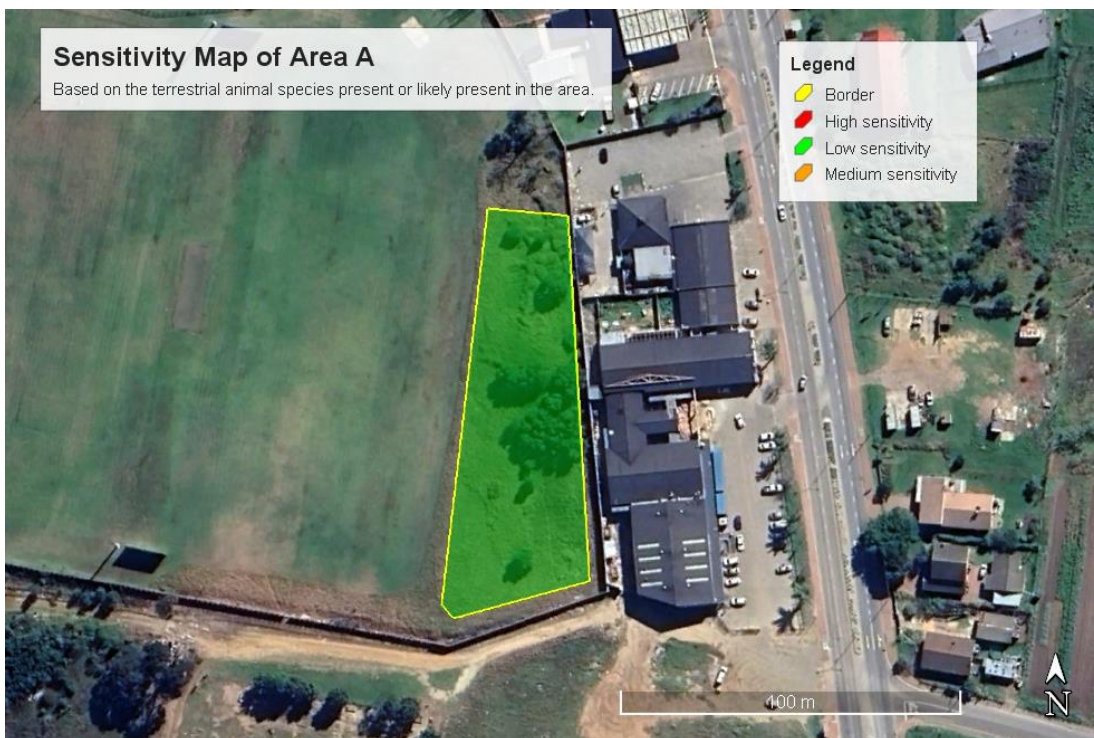 Sensitivity Map of Area A
Based on the terrestrial animal species present or likely present in the area.
Legend
Border
High sensitivity
Low sensitivity
Medium sensitivity
100 m
N